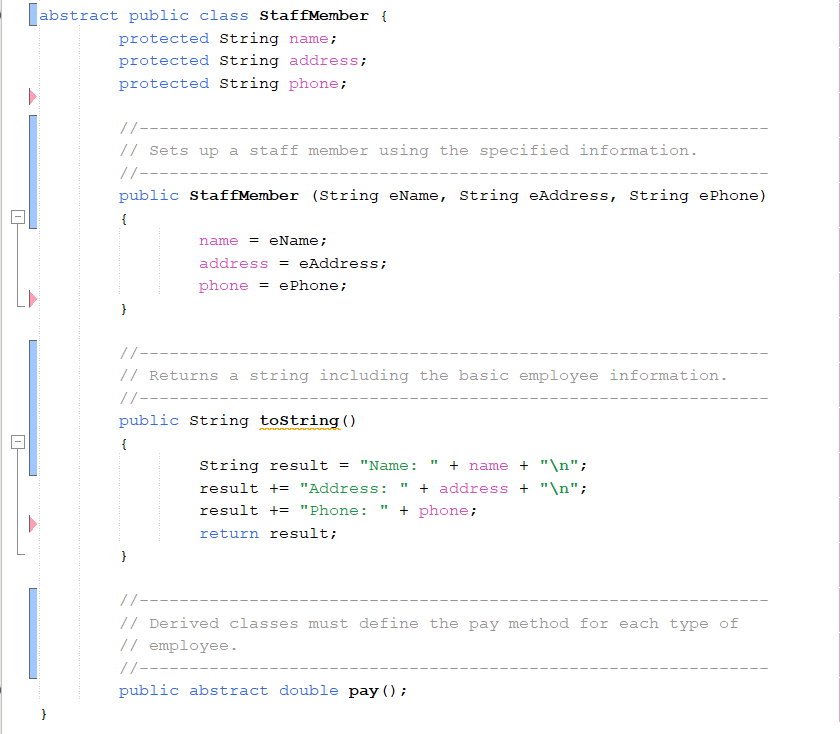 abstract public class StaffMember {
protected String name;
protected String address;
protected String phone;
//---------------------------------------------------------------
// Sets up a staff member using the specified information.
//---------------------------------------------------------------
public StaffMember (String eName, String eAddress, String ePhone)
{
name = eName;
address = eAddress;
phone = ePhone;
}
//---------------------------------------------------------------
// Returns a string including the basic employee information.
//---------------------------------------------------------------
public String toString()
{
String result = "Name: " + name + "\n";
result += "Address: " + address + "\n";
result += "Phone: " + phone;
return result;
}
//---------------------------------------------------------------
// Derived classes must define the pay method for each type of
// employee.
//---------------------------------------------------------------
public abstract double pay();
}